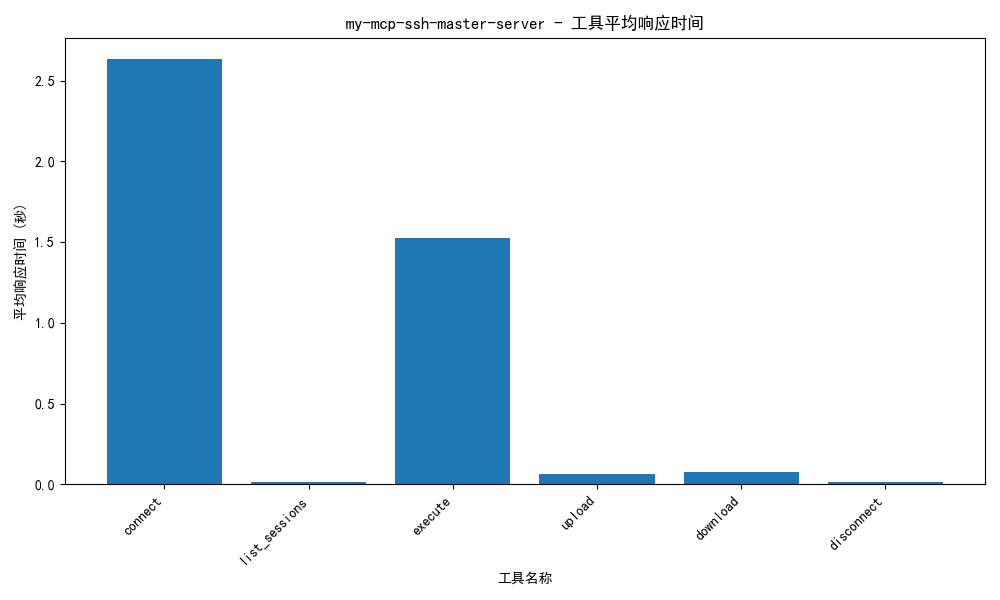 my-mcp-ssh-master-server - 工具平均响应时间
平均响应时间 (秒)
2.5
2.0
1.5
1.0
0.5
0.0
connect
list_sessions
execute
upload
download
disconnect
工具名称